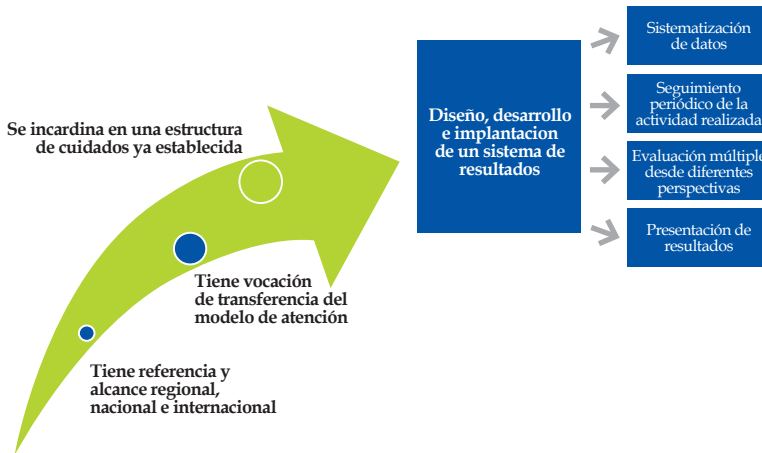 Se incardina en una estructura
de cuidados ya establecida
Tiene vocación
de transferencia del
modelo de atención
Tiene referencia y
alcance regional,
nacional e internacional
Diseño, desarrollo
e implantacion
de un sistema de
resultados
Sistematización
de datos
Seguimiento
periódico de la
actividad realizada
Evaluación múltiple
desde diferentes
perspectivas
Presentación de
resultados